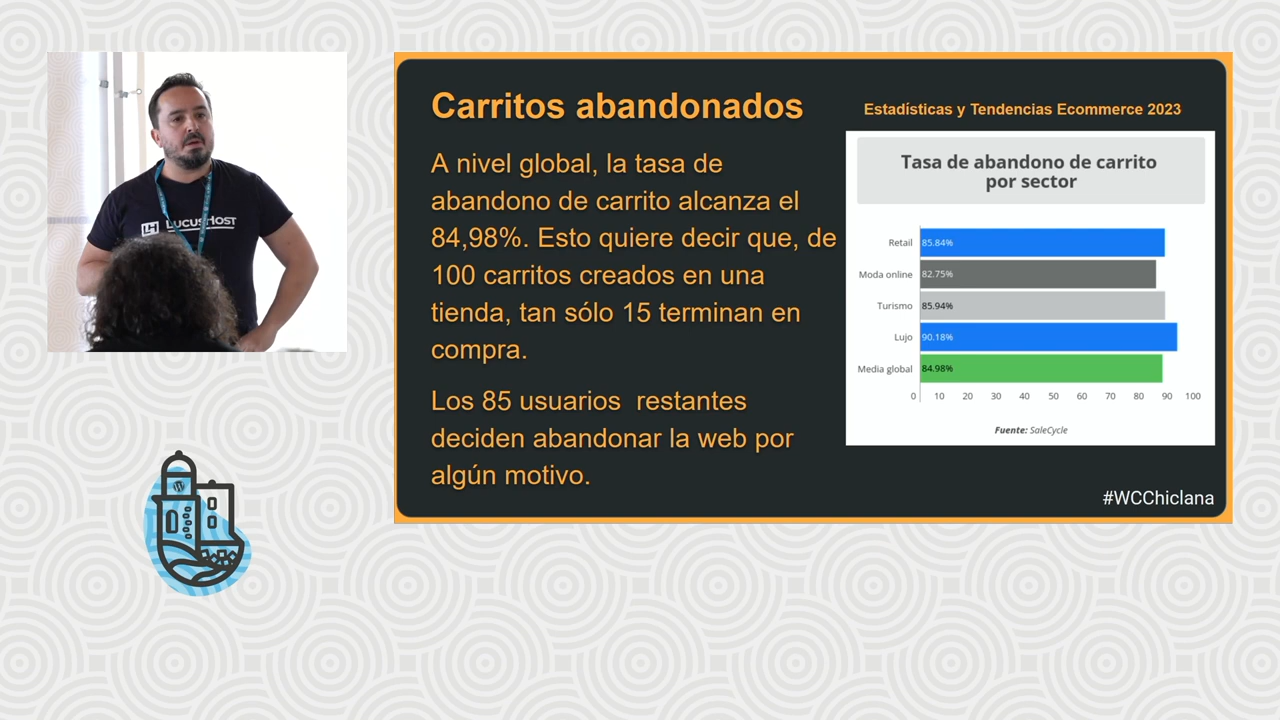 LUCUSHOST
Carritos abandonados
A nivel global, la tasa de
abandono de carrito alcanza el
84,98%. Esto quiere decir que, de
100 carritos creados en una
tienda, tan sólo 15 terminan en
compra.
Los 85 usuarios restantes
deciden abandonar la web por
algún motivo.
Estadísticas y Tendencias Ecommerce 2023
Tasa de abandono de carrito
por sector
Retail 85.84%
Moda online 82.75%
Turismo 85.94%
Lujo 90.18%
Media global 84.98%
0 10 20 30 40 50 60 70 80 90 100
Fuente: SaleCycle
#WCChiclana